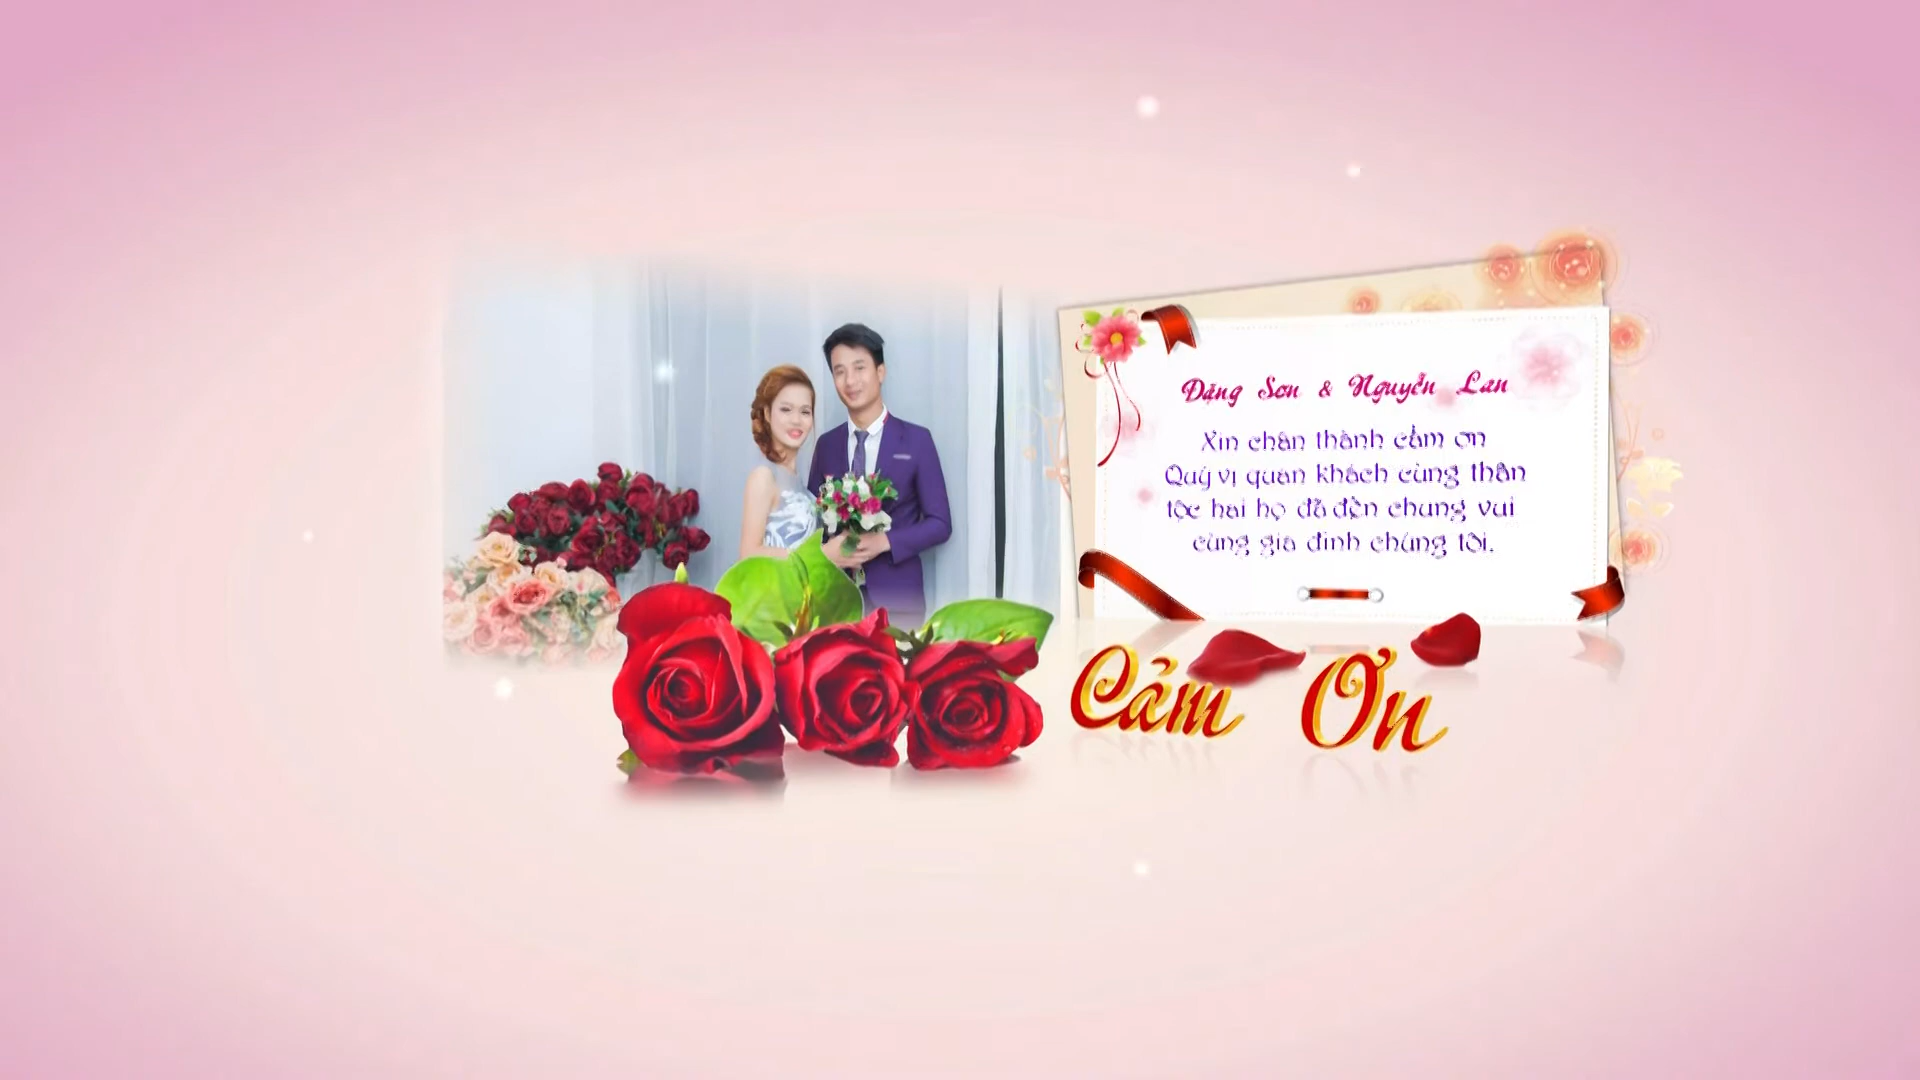 Đặng Sơn & Nguyễn Lan
Xin chân thành cảm ơn
Quý vị quan khách cùng thân
tộc hai họ đã đến chung vui
cùng gia đình chúng tôi.
Cảm Ơn